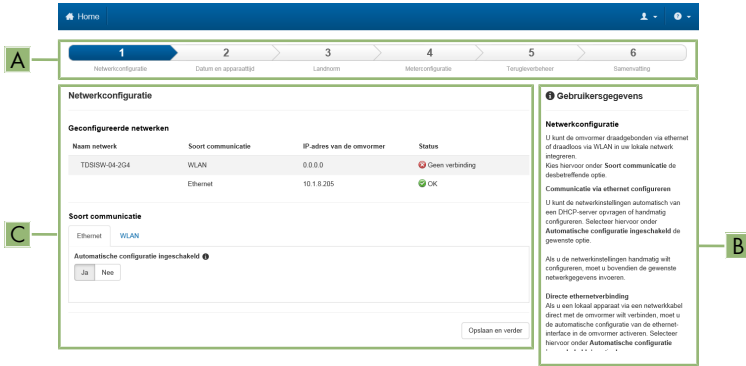 Home
A
1 2 3 4 5 6
Netwerkconfiguratie Datum en apparaattijd Landnorm Meterconfiguratie Terugleverbeheer Samenvatting
C
Netwerkconfiguratie
Geconfigureerde netwerken
Naam netwerk Soort communicatie IP-adres van de omvormer Status
TDSISW-04-2G4 WLAN 0.0.0.0 Geen verbinding
Ethernet 10.1.8.205 OK
Soort communicatie
Ethernet WLAN
Automatische configuratie ingeschakeld
Ja Nee
Opslaan en verder
B
Gebruikersgegevens
Netwerkconfiguratie
U kunt de omvormer draadgebonden via ethernet
of draadloos via WLAN in uw lokale netwerk
integreren.
Kies hiervoor onder Soort communicatie de
desbetreffende optie.
Communicatie via ethernet configureren
U kunt de netwerkinstellingen automatisch van
een DHCP-server opvragen of handmatig
configureren. Selecteer hiervoor onder
Automatische configuratie ingeschakeld de
gewenste optie.
Als u de netwerkinstellingen handmatig wilt
configureren, moet u bovendien de gewenste
netwerkgegevens invoeren.
Directe ethernetverbinding
Als u een lokaal apparaat via een netwerkkabel
direct met de omvormer wilt verbinden, moet u
de automatische configuratie van de ethernet-
interface in de omvormer activeren. Selecteer
hiervoor onder Automatische configuratie